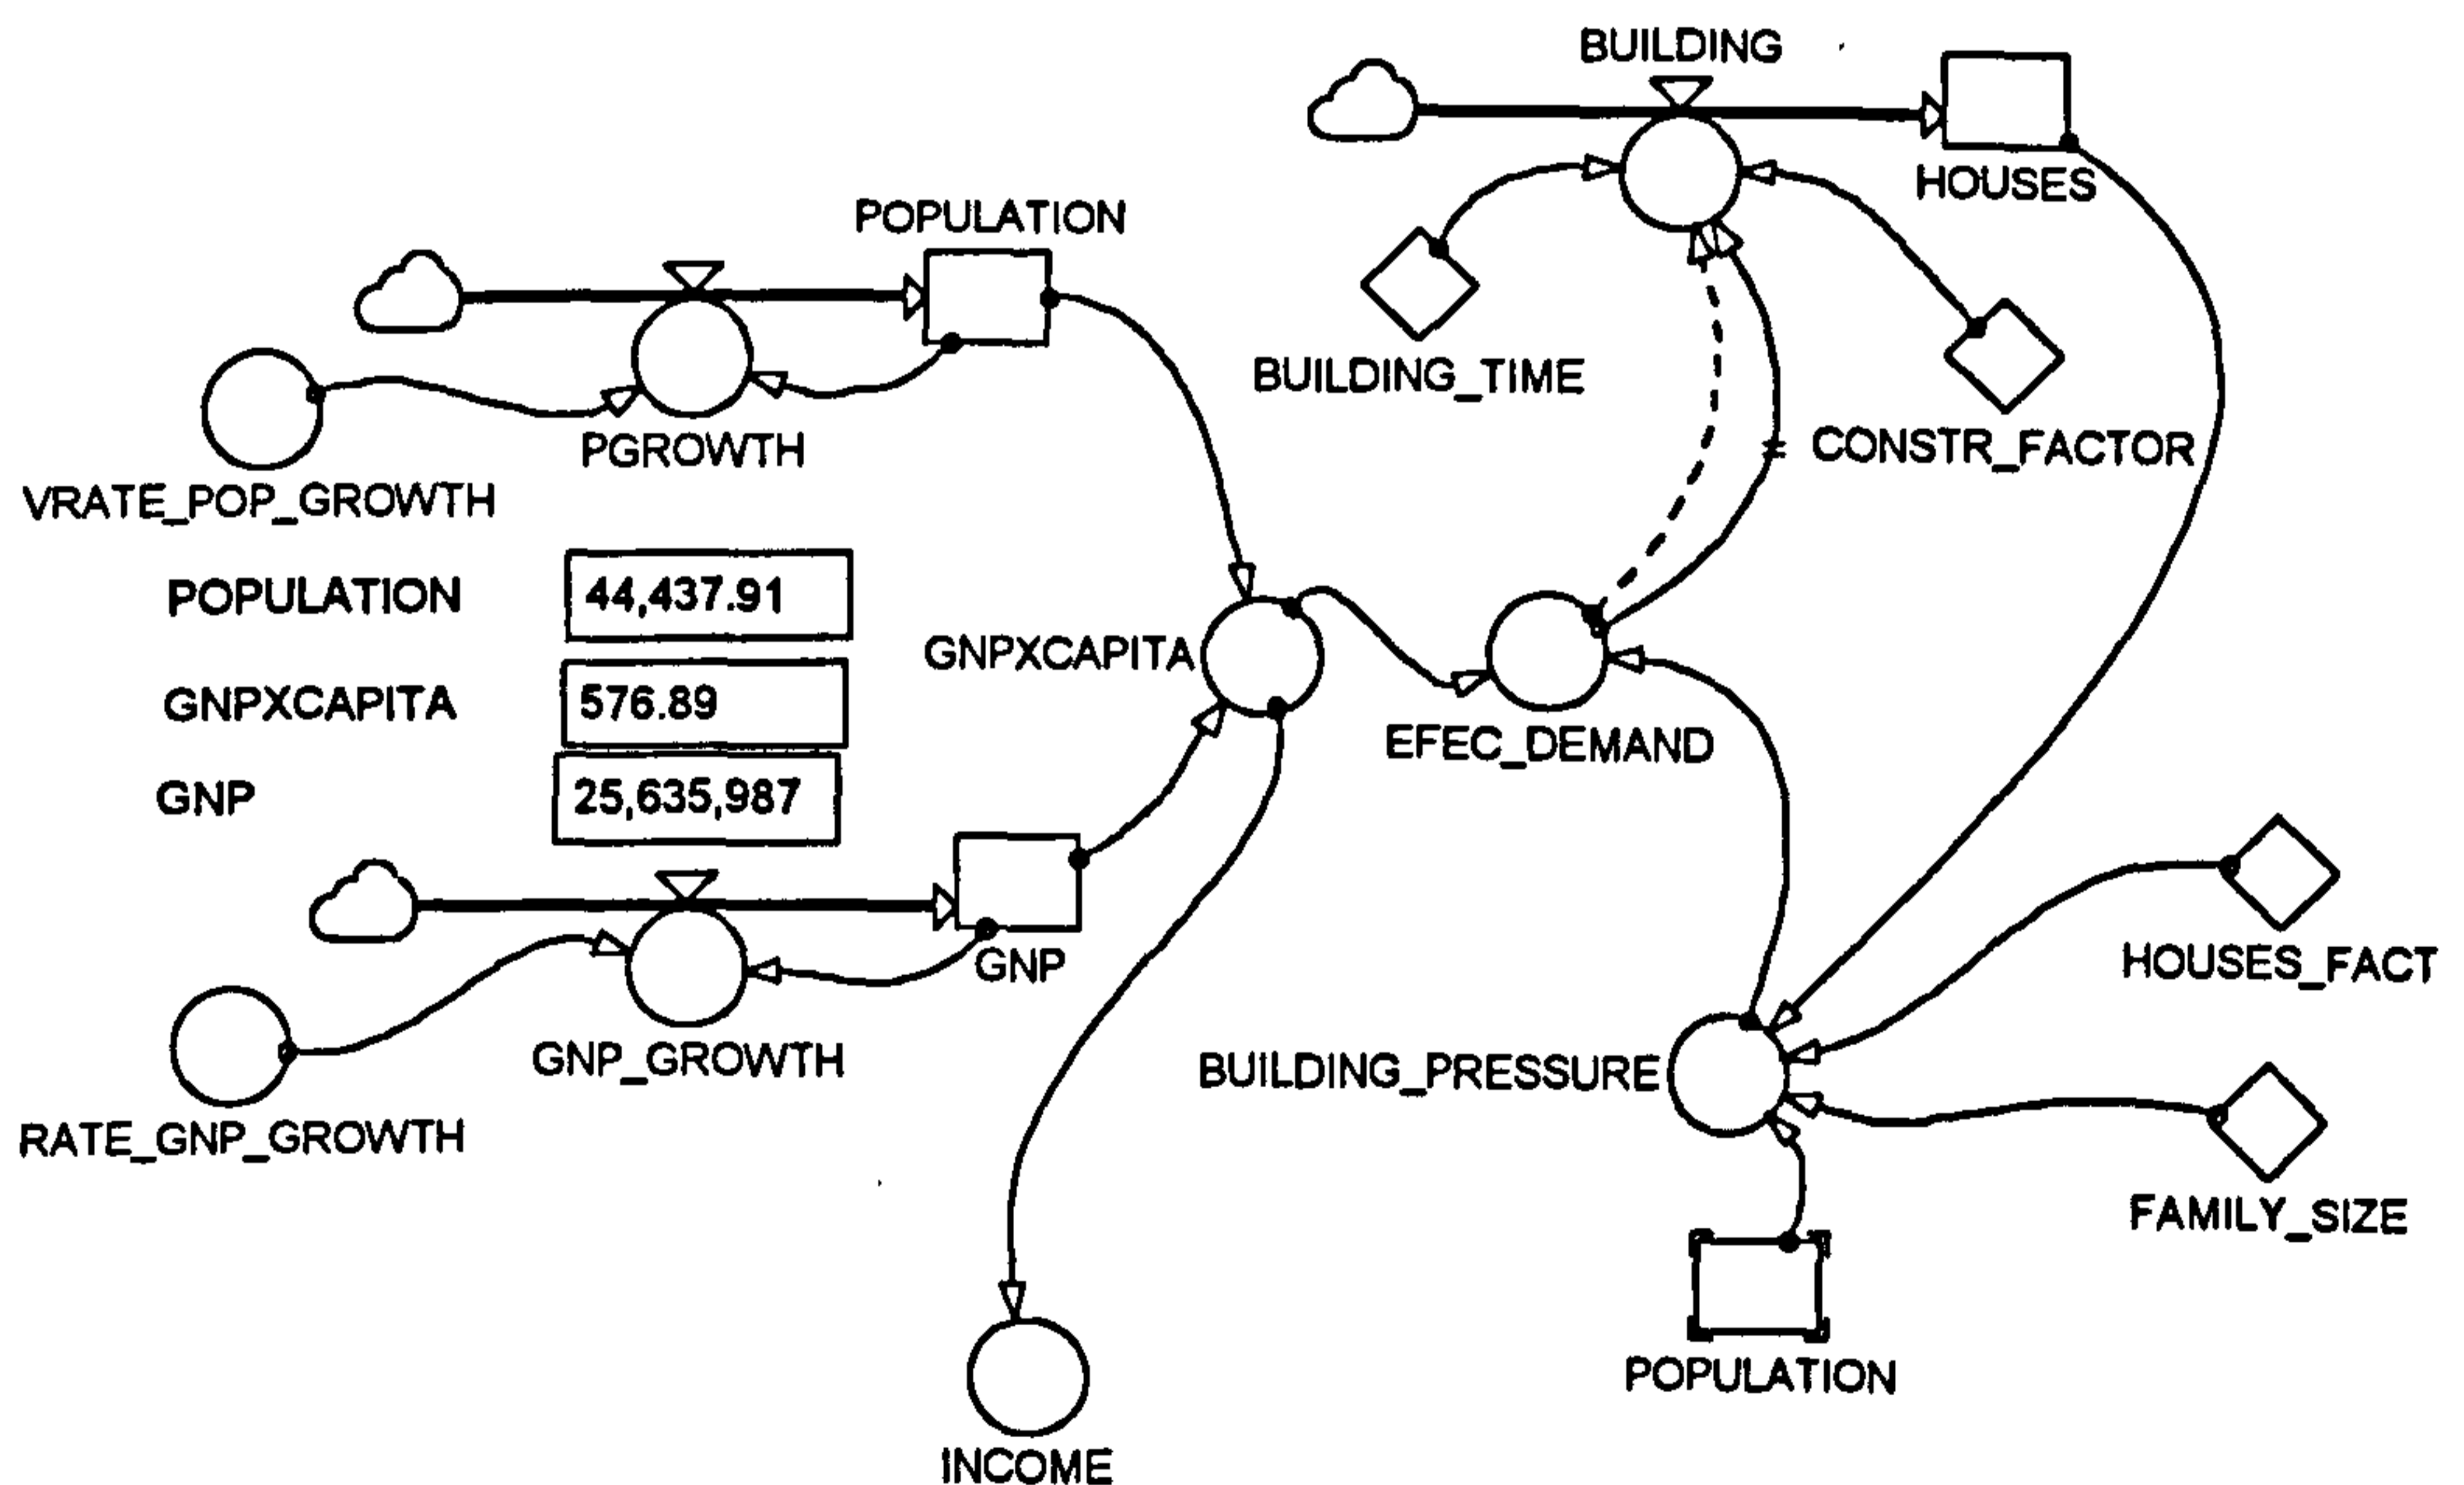 BUILDING
HOUSES
POPULATION
BUILDING_TIME
PGROWTH
CONSTR_FACTOR
VRATE_POP_GROWTH
POPULATION 44,437.91
GNPXCAPITA
GNPXCAPITA 576.89
EFEC_DEMAND
GNP 25,635,987
GNP
HOUSES_FACT
GNP_GROWTH
BUILDING_PRESSURE
RATE_GNP_GROWTH
FAMILY_SIZE
POPULATION
INCOME